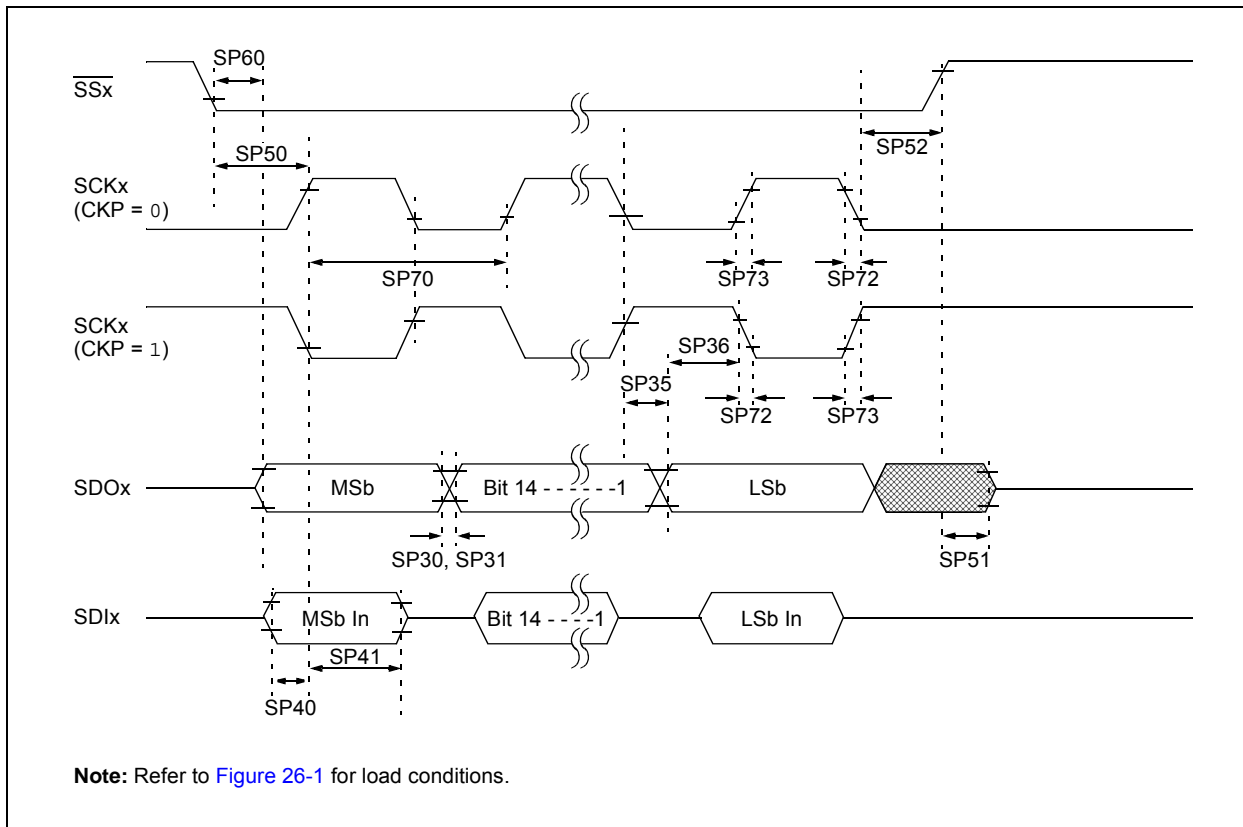 SP60
SSx
SP50
SP52
SCKx
(CKP = 0)
SP70
SP73
SP72
SCKx
(CKP = 1)
SP36
SP35
SP72
SP73
SDOx
MSb
Bit 14 - - - - - -1
LSb
SP30, SP31
SP51
SDIx
MSb In
Bit 14 - - - -1
LSb In
SP41
SP40
Note: Refer to Figure 26-1 for load conditions.